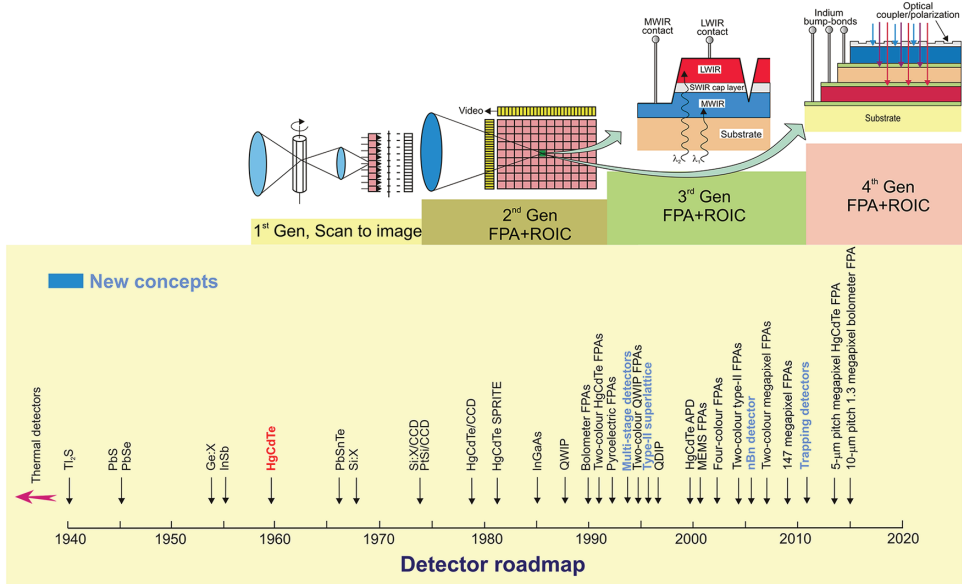 MWIR
contact
LWIR
contact
Indium
bump-bonds
Optical
coupler/polarization
LWIR
SWIR cap layer
MWIR
Substrate
λ₂
λ₁
Substrate
Video
1st Gen, Scan to image
2nd Gen
FPA+ROIC
3rd Gen
FPA+ROIC
4th Gen
FPA+ROIC
New concepts
Thermal detectors
Tl₂S
PbS
PbSe
Ge:X
InSb
HgCdTe
PbSnTe
Si:X
Si:X/CCD
PtSi/CCD
HgCdTe/CCD
HgCdTe SPRITE
InGaAs
QWIP
Bolometer FPAs
Two-colour HgCdTe FPAs
Pyroelectric FPAs
Multi-stage detectors
Two-colour QWIP FPAs
Type-II superlattice
QDIP
HgCdTe APD
MEMS FPAs
Four-colour FPAs
Two-colour type-II FPAs
nBn detector
Two-colour megapixel FPAs
147 megapixel FPAs
Trapping detectors
5-µm pitch megapixel HgCdTe FPA
10-µm pitch 1.3 megapixel bolometer FPA
1940 1950 1960 1970 1980 1990 2000 2010 2020
Detector roadmap